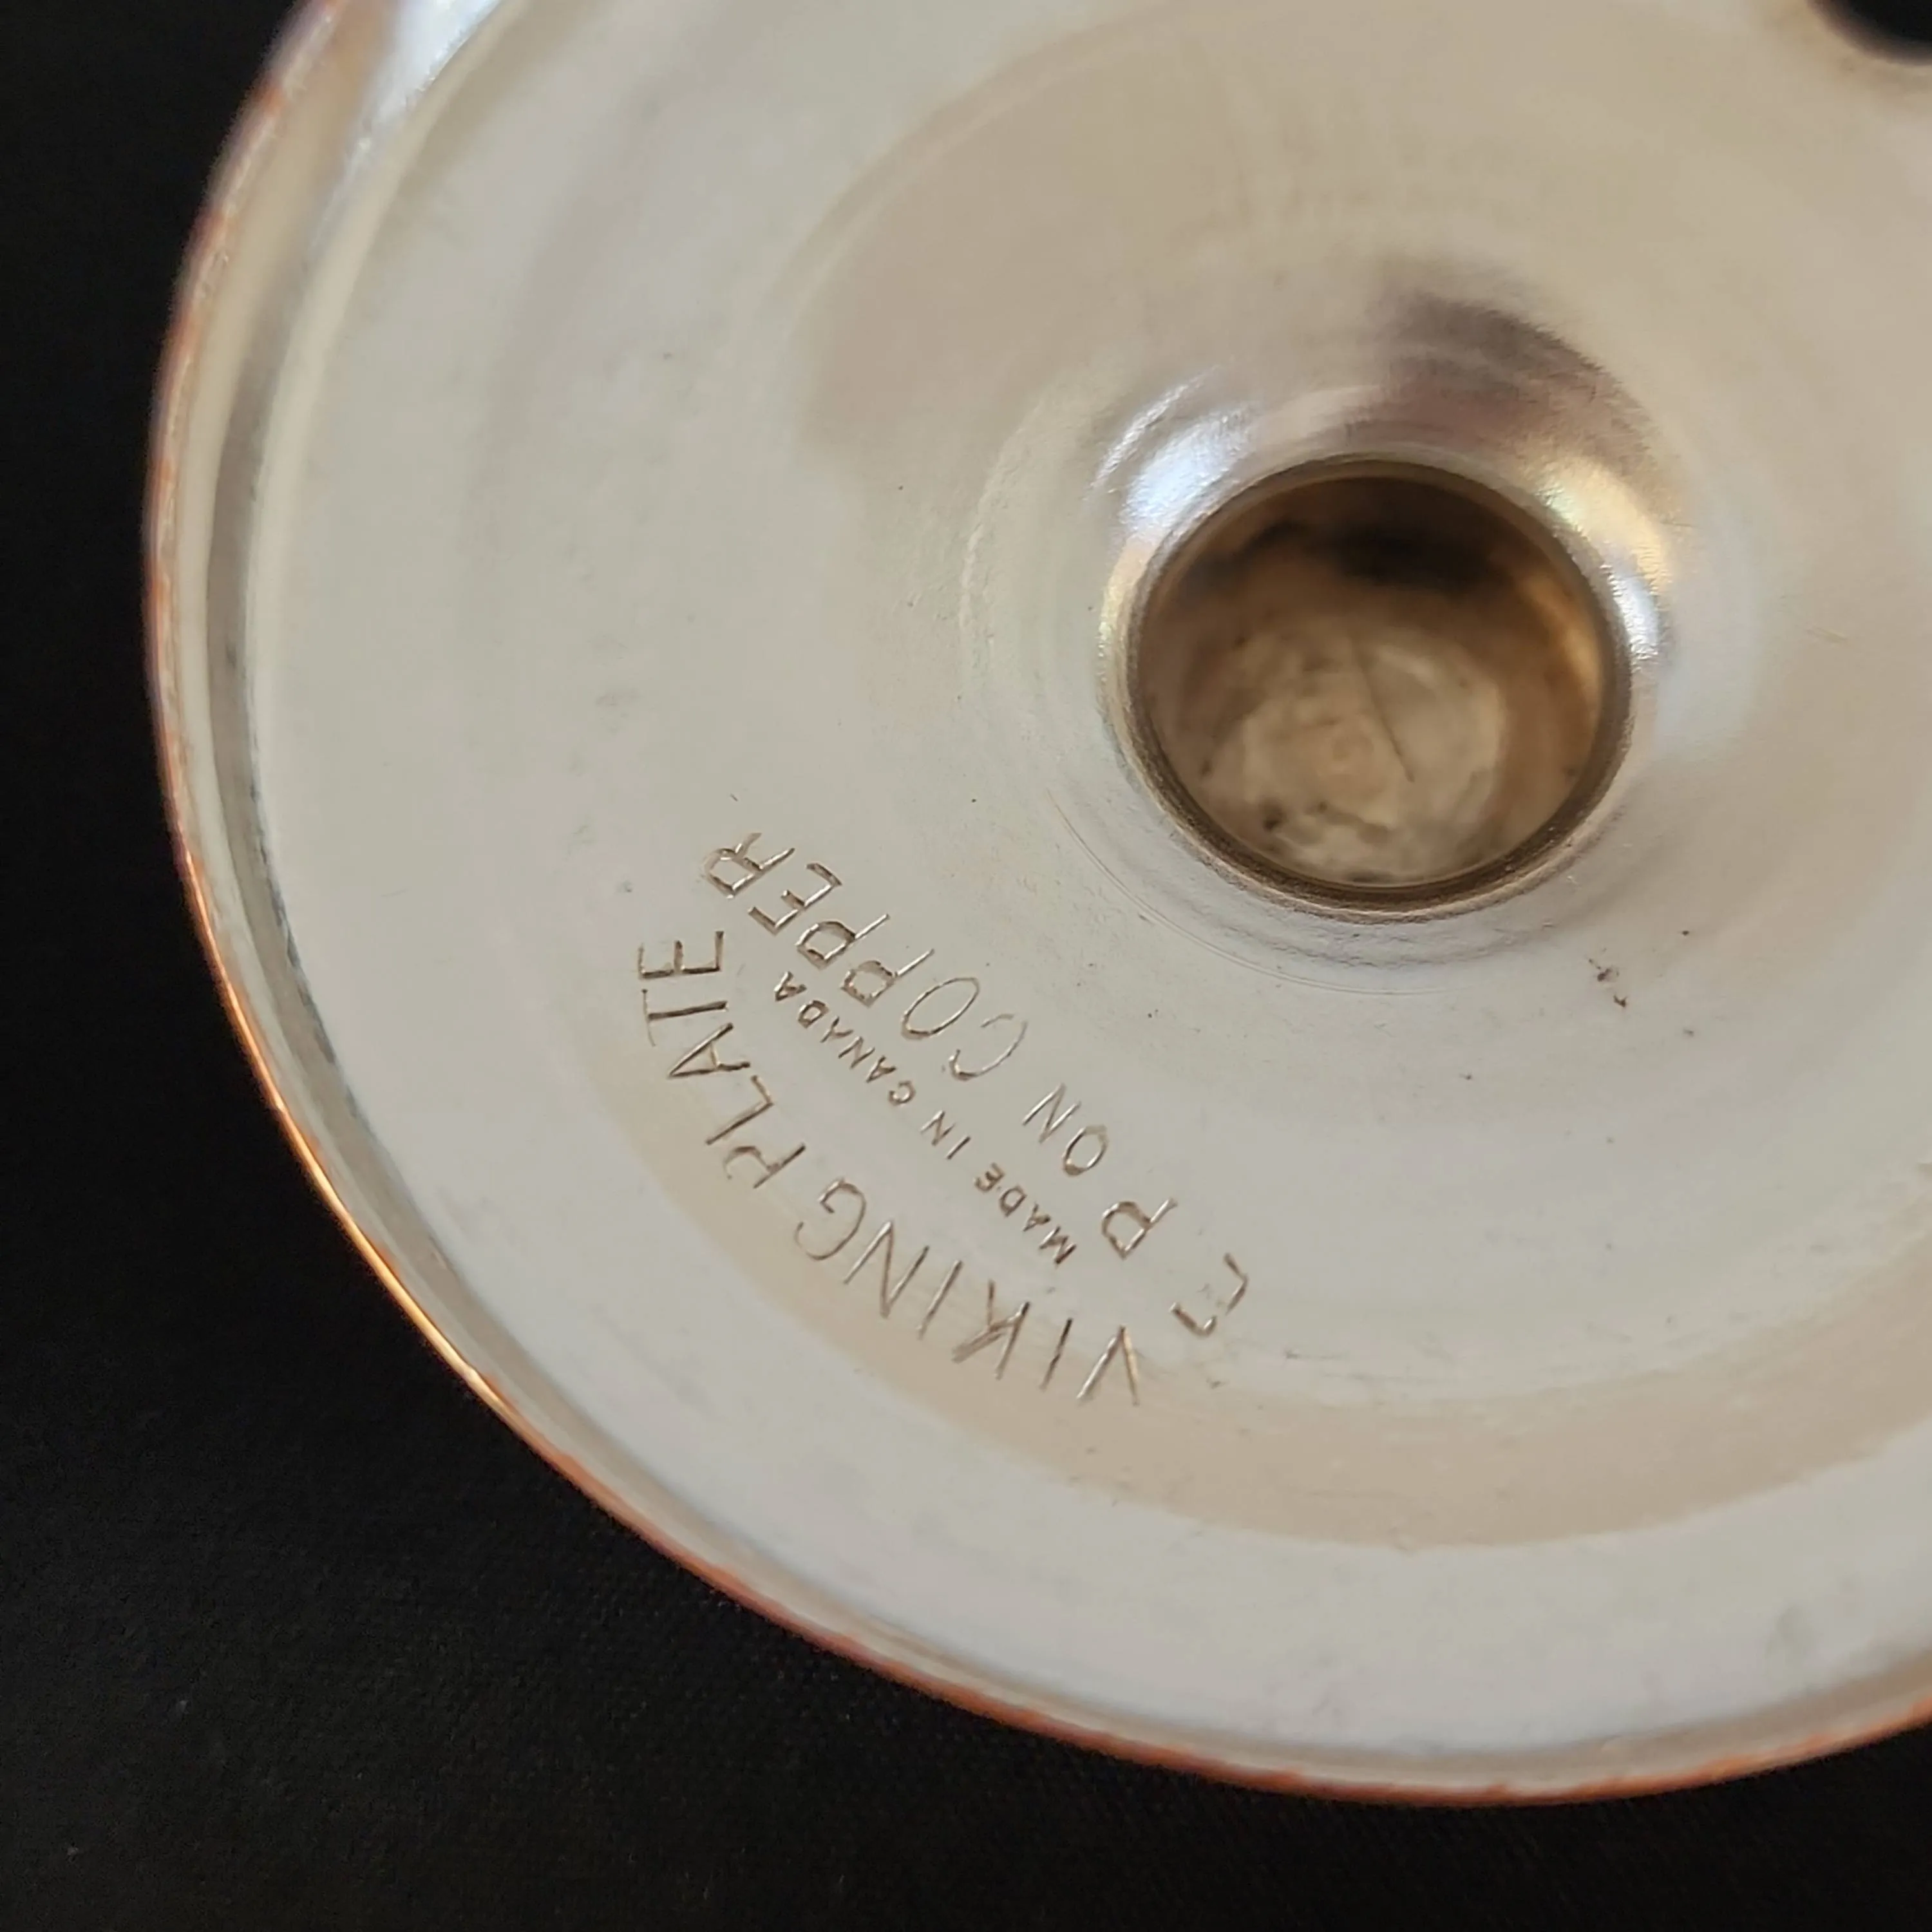 VIKING PLATE
MADE IN CANADA
E P ON COPPER